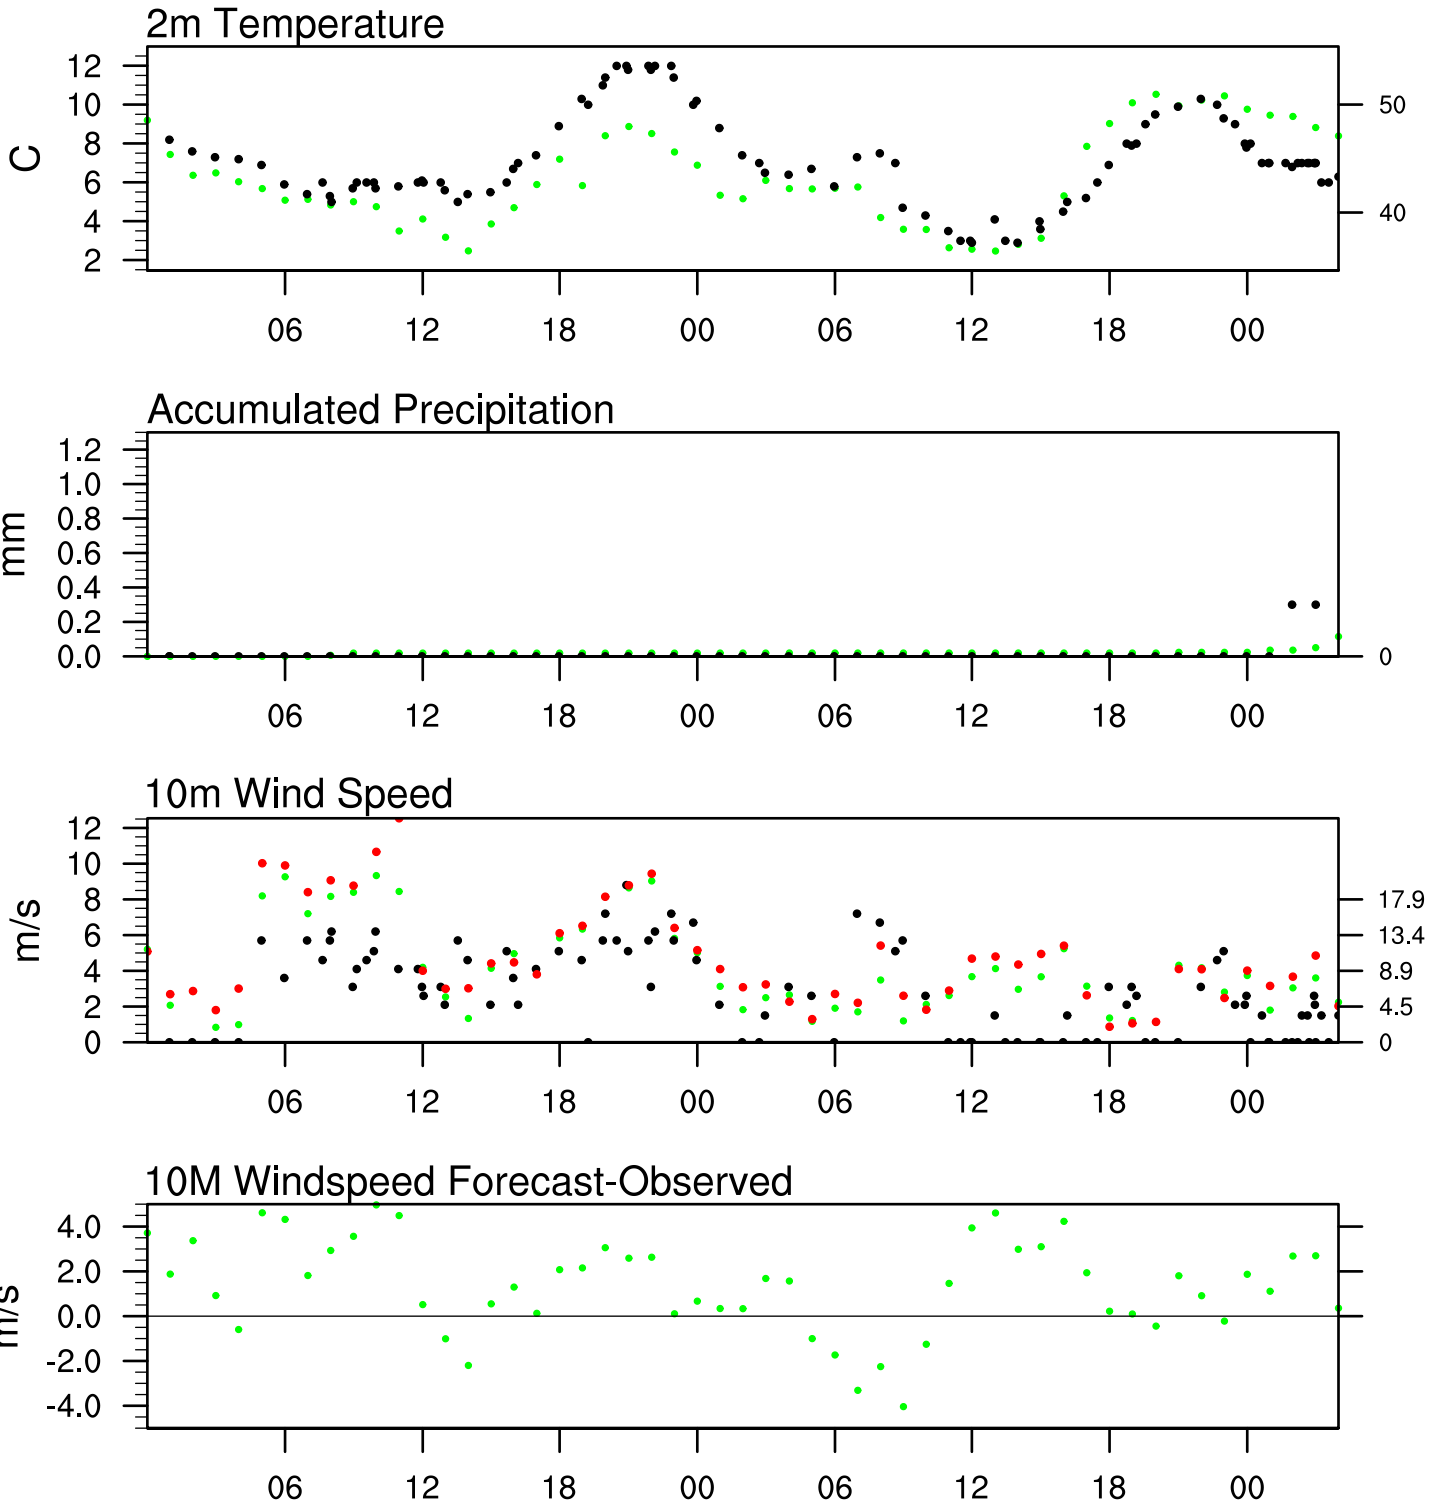 2m Temperature
12
10
8
6
4
2
C
50
40
06 12 18 00 06 12 18 00
Accumulated Precipitation
1.2
1.0
0.8
0.6
0.4
0.2
0.0
mm
0
06 12 18 00 06 12 18 00
10m Wind Speed
12
10
8
6
4
2
0
m/s
17.9
13.4
8.9
4.5
0
06 12 18 00 06 12 18 00
10M Windspeed Forecast-Observed
4.0
2.0
0.0
-2.0
-4.0
m/s
06 12 18 00 06 12 18 00